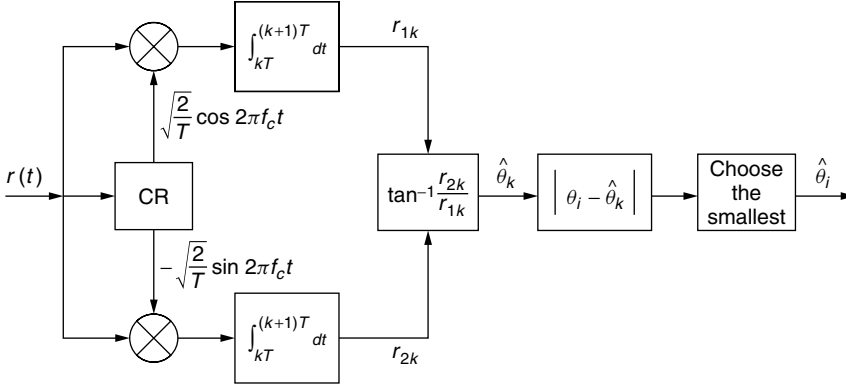 ∫_{kT}^{(k+1)T} dt
r_{1k}
√(2/T) cos 2πf_c t
r(t)
CR
tan⁻¹ r_{2k}/r_{1k}
θ̂_k
| θ_i − θ̂_k |
Choose
the
smallest
θ̂_i
−√(2/T) sin 2πf_c t
∫_{kT}^{(k+1)T} dt
r_{2k}